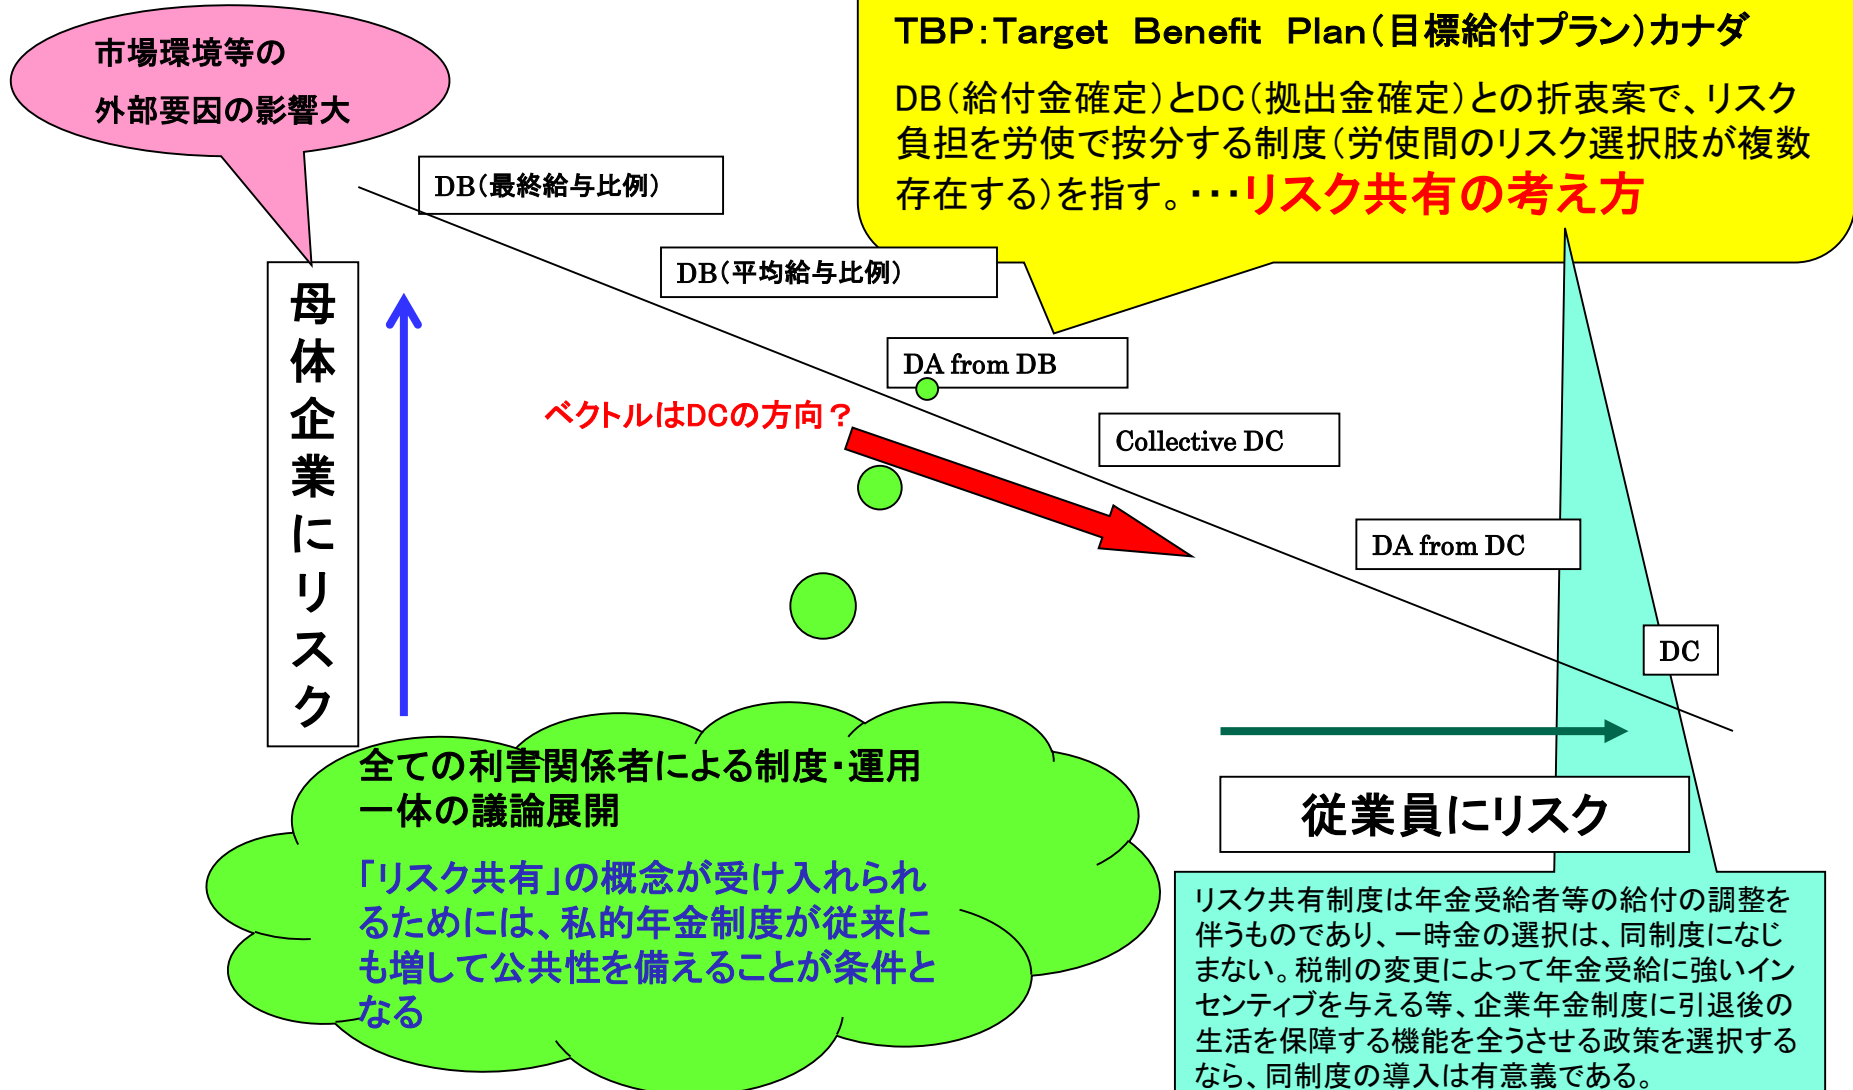 市場環境等の
外部要因の影響大
TBP:Target Benefit Plan(目標給付プラン)カナダ
DB(給付金確定)とDC(拠出金確定)との折衷案で、リスク
負担を労使で按分する制度(労使間のリスク選択肢が複数
存在する)を指す。・・・リスク共有の考え方
DB(最終給与比例)
DB(平均給与比例)
DA from DB
Collective DC
DA from DC
DC
母体企業にリスク
ベクトルはDCの方向？
従業員にリスク
全ての利害関係者による制度・運用
一体の議論展開
「リスク共有」の概念が受け入れられ
るためには、私的年金制度が従来に
も増して公共性を備えることが条件と
なる
リスク共有制度は年金受給者等の給付の調整を
伴うものであり、一時金の選択は、同制度になじ
まない。税制の変更によって年金受給に強いイン
センティブを与える等、企業年金制度に引退後の
生活を保障する機能を全うさせる政策を選択する
なら、同制度の導入は有意義である。